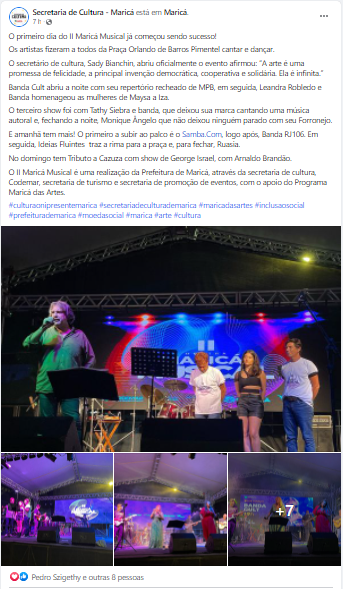 Secretaria de Cultura - Maricá está em Maricá.
7 h
O primeiro dia do II Maricá Musical já começou sendo sucesso!
Os artistas fizeram a todos da Praça Orlando de Barros Pimentel cantar e dançar.
O secretário de cultura, Sady Bianchin, abriu oficialmente o evento afirmou: "A arte é uma
promessa de felicidade, a principal invenção democrática, cooperativa e solidária. Ela é infinita."
Banda Cult abriu a noite com seu repertório recheado de MPB, em seguida, Leandra Robledo e
Banda homenageou as mulheres de Maysa a Iza.
O terceiro show foi com Tathy Siebra e banda, que deixou sua marca cantando uma música
autoral e, fechando a noite, Monique Ângelo que não deixou ninguém parado com seu Forronejo.
E amanhã tem mais! O primeiro a subir ao palco é o Samba.Com, logo após, Banda RJ106. Em
seguida, Ideias Fluintes traz a rima para a praça e, para fechar, Ruasia.
No domingo tem Tributo a Cazuza com show de George Israel, com Arnaldo Brandão.
O II Maricá Musical é uma realização da Prefeitura de Maricá, através da secretaria de cultura,
Codemar, secretaria de turismo e secretaria de promoção de eventos, com o apoio do Programa
Maricá das Artes.
#culturaonipresentemarica #secretariadeculturademarica #maricadasartes #inclusaosocial
#prefeiturademarica #moedasocial #marica #arte #cultura
MARICÁ
MUSICAL
BANDA
CULT
+7
Pedro Szigethy e outras 8 pessoas